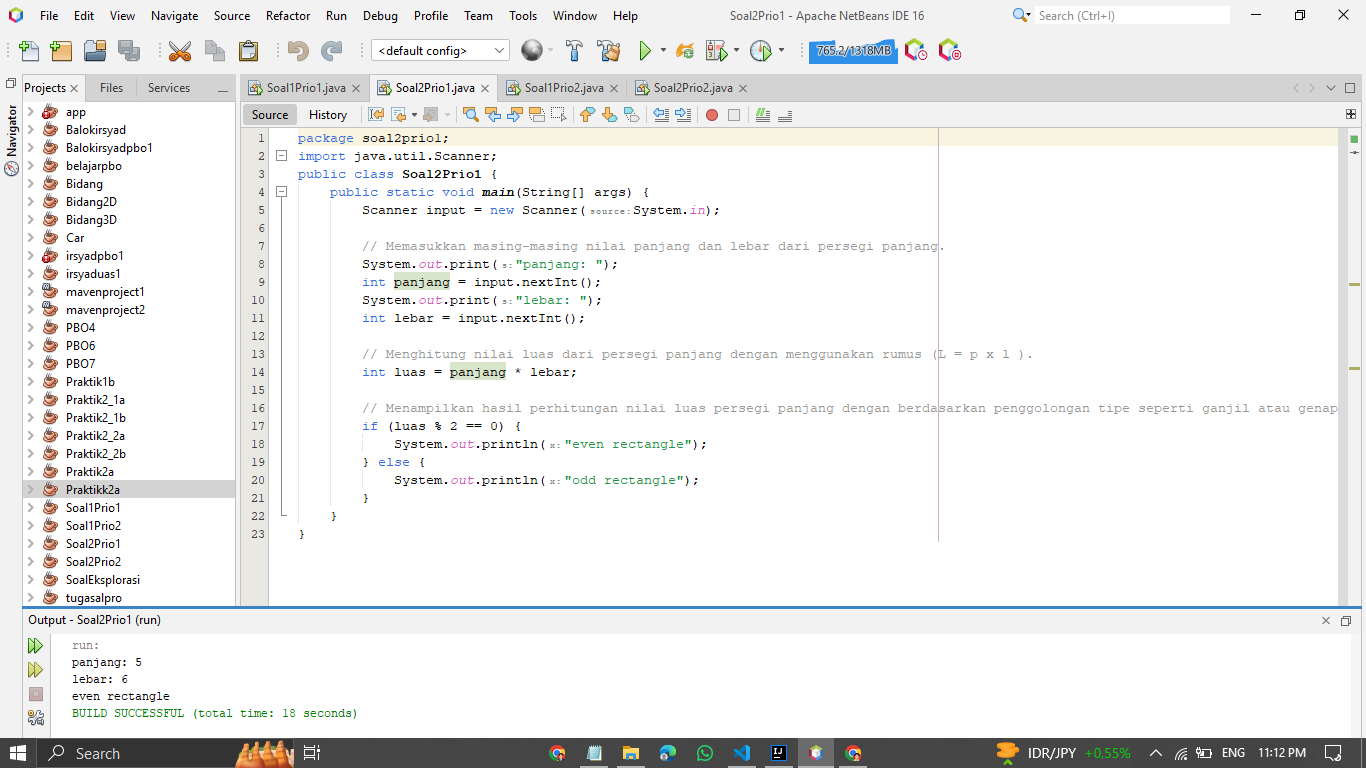 File Edit View Navigate Source Refactor Run Debug Profile Team Tools Window Help Soal2Prio1 - Apache NetBeans IDE 16 Search (Ctrl+I)
<default config> 765.2/1318MB
Projects Files Services
Soal1Prio1.java Soal2Prio1.java Soal1Prio2.java Soal2Prio2.java
Navigator
Source History
app
Balokirsyad
Balokirsyadpbo1
belajarpbo
Bidang
Bidang2D
Bidang3D
Car
irsyadpbo1
irsyaduas1
mavenproject1
mavenproject2
PBO4
PBO6
PBO7
Praktik1b
Praktik2_1a
Praktik2_1b
Praktik2_2a
Praktik2_2b
Praktik2a
Praktikk2a
Soal1Prio1
Soal1Prio2
Soal2Prio1
Soal2Prio2
SoalEksplorasi
tugasalpro
1 package soal2prio1;
2 import java.util.Scanner;
3 public class Soal2Prio1 {
4 public static void main(String[] args) {
5 Scanner input = new Scanner(source:System.in);
6
7 // Memasukkan masing-masing nilai panjang dan lebar dari persegi panjang.
8 System.out.print(s:"panjang: ");
9 int panjang = input.nextInt();
10 System.out.print(s:"lebar: ");
11 int lebar = input.nextInt();
12
13 // Menghitung nilai luas dari persegi panjang dengan menggunakan rumus (L = p x l ).
14 int luas = panjang * lebar;
15
16 // Menampilkan hasil perhitungan nilai luas persegi panjang dengan berdasarkan penggolongan tipe seperti ganjil atau genap
17 if (luas % 2 == 0) {
18 System.out.println(x:"even rectangle");
19 } else {
20 System.out.println(x:"odd rectangle");
21 }
22 }
23 }
Output - Soal2Prio1 (run)
run:
panjang: 5
lebar: 6
even rectangle
BUILD SUCCESSFUL (total time: 18 seconds)
Search IDR/JPY +0,55% ENG 11:12 PM